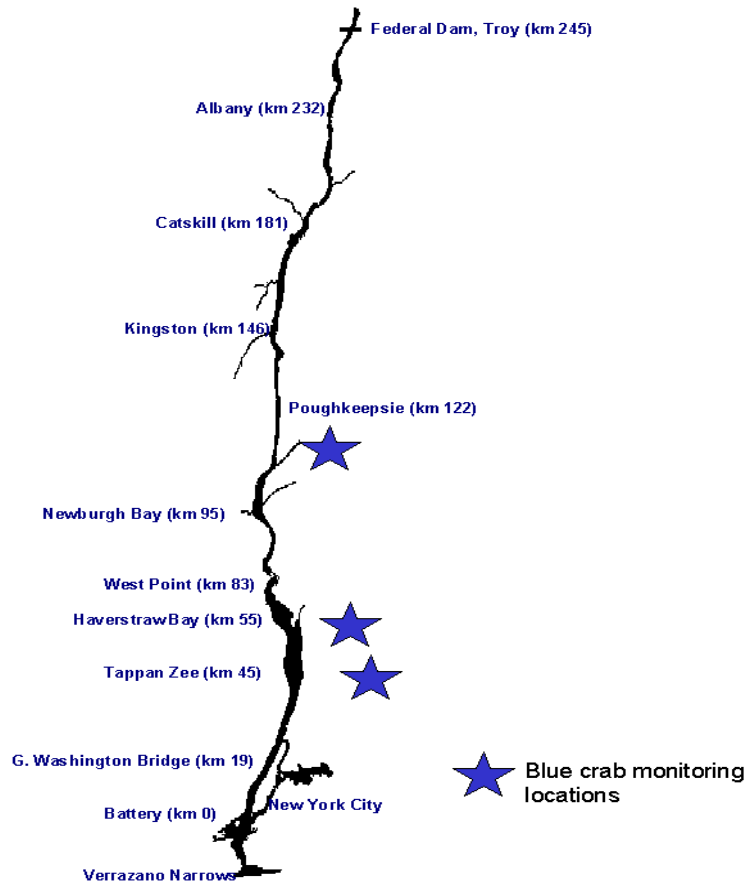 Federal Dam, Troy (km 245)
Albany (km 232)
Catskill (km 181)
Kingston (km 146)
Poughkeepsie (km 122)
Newburgh Bay (km 95)
West Point (km 83)
Haverstraw Bay (km 55)
Tappan Zee (km 45)
G. Washington Bridge (km 19)
Blue crab monitoring
locations
New York City
Battery (km 0)
Verrazano Narrows